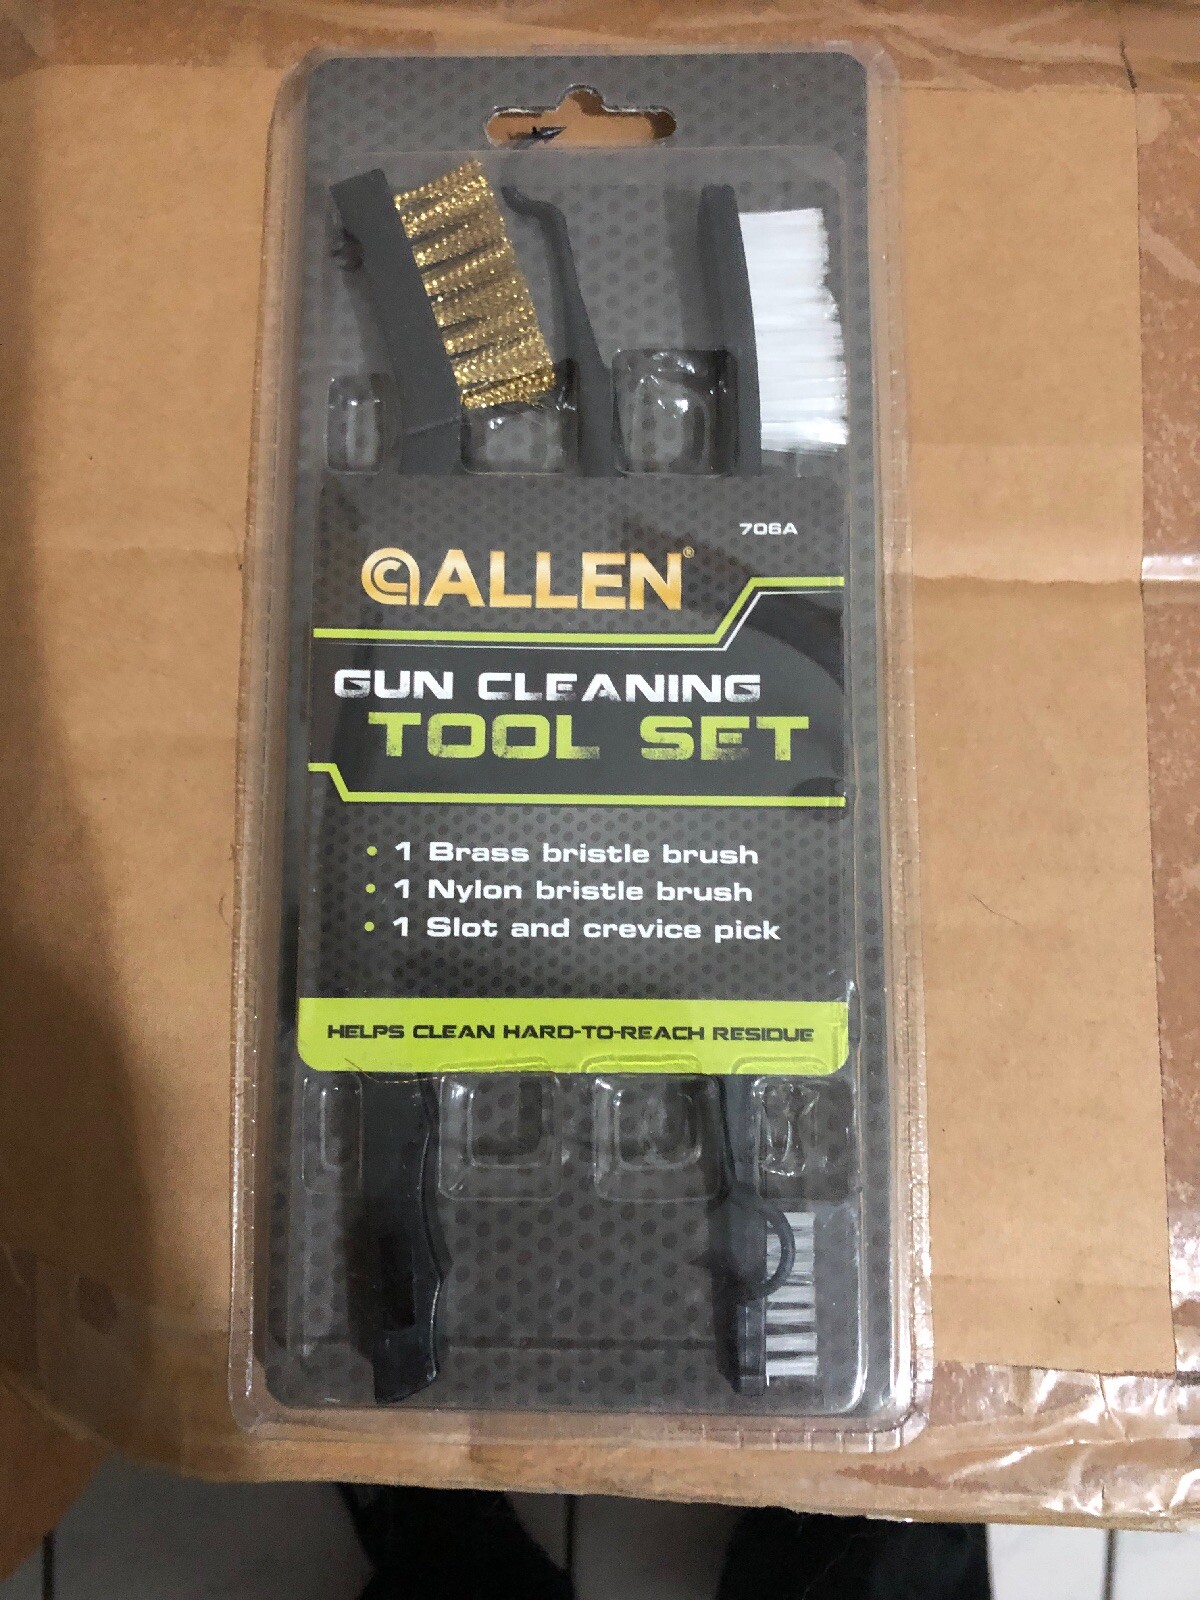 706A
ALLEN®
GUN CLEANING
TOOL SET
• 1 Brass bristle brush
• 1 Nylon bristle brush
• 1 Slot and crevice pick
HELPS CLEAN HARD-TO-REACH RESIDUE